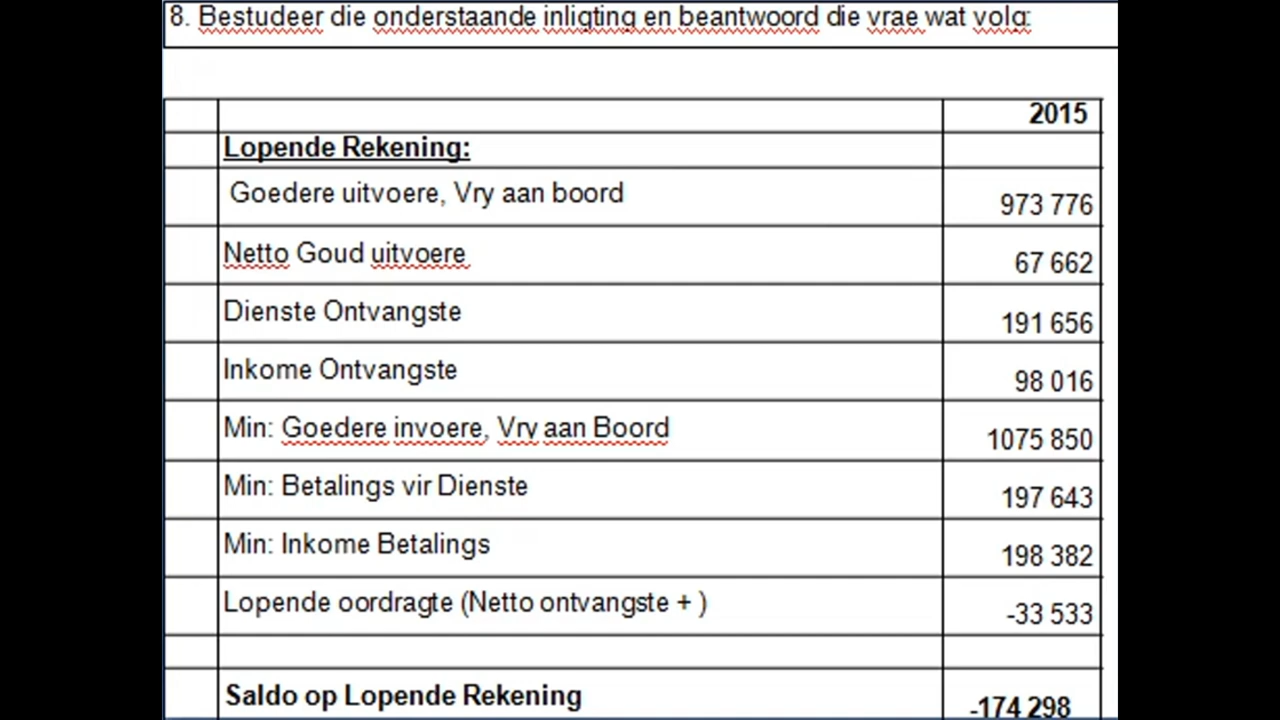 8. Bestudeer die onderstaande inligting en beantwoord die vrae wat volg:
2015
Lopende Rekening:
Goedere uitvoere, Vry aan boord 973 776
Netto Goud uitvoere 67 662
Dienste Ontvangste 191 656
Inkome Ontvangste 98 016
Min: Goedere invoere, Vry aan Boord 1075 850
Min: Betalings vir Dienste 197 643
Min: Inkome Betalings 198 382
Lopende oordragte (Netto ontvangste + ) -33 533
Saldo op Lopende Rekening -174 298